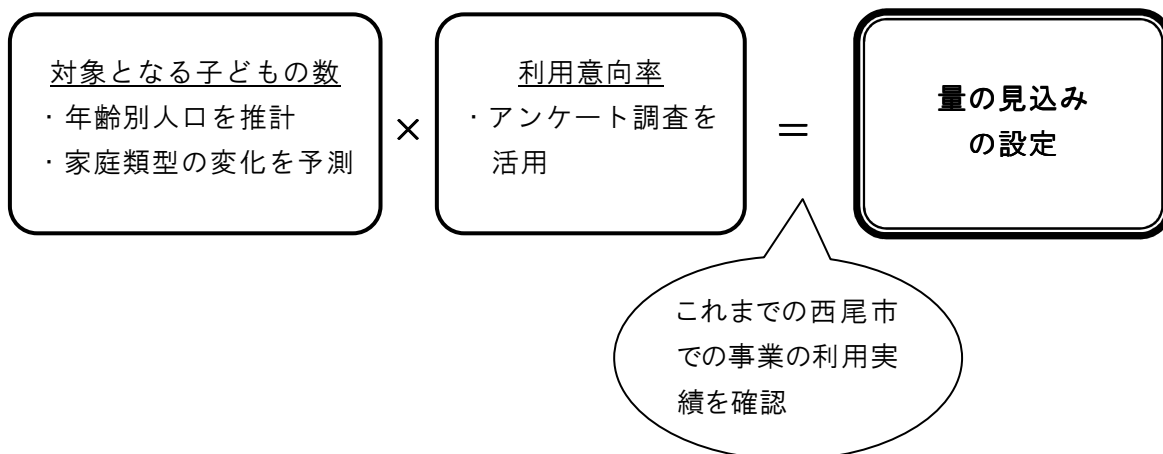 対象となる子どもの数
・年齢別人口を推計
・家庭類型の変化を予測
×
利用意向率
・アンケート調査を
活用
＝
量の見込み
の設定
これまでの西尾市
での事業の利用実
績を確認